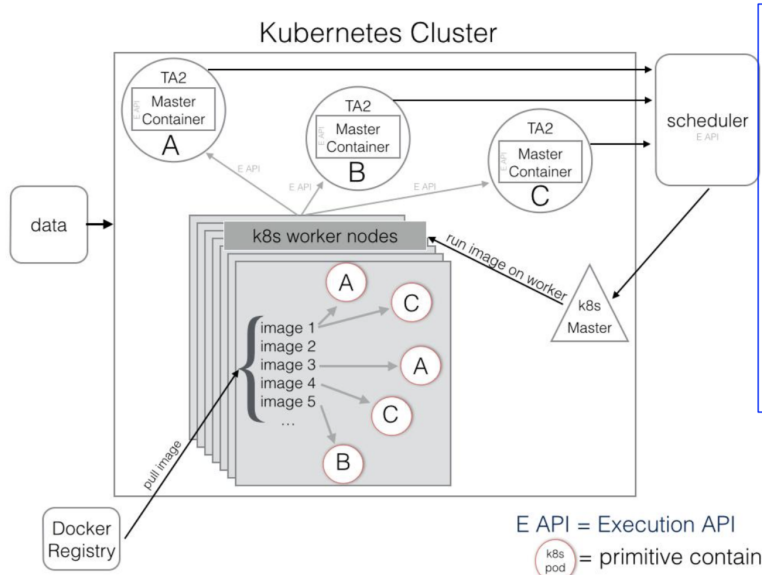 Kubernetes Cluster
TA2
E API
Master
Container
A
TA2
E API
Master
Container
B
TA2
E API
Master
Container
C
scheduler
E API
E API
E API
E API
data
k8s worker nodes
run image on worker
k8s
Master
A
C
image 1
image 2
image 3
A
image 4
image 5
C
...
B
pull image
Docker
Registry
E API = Execution API
k8s
pod
= primitive contain